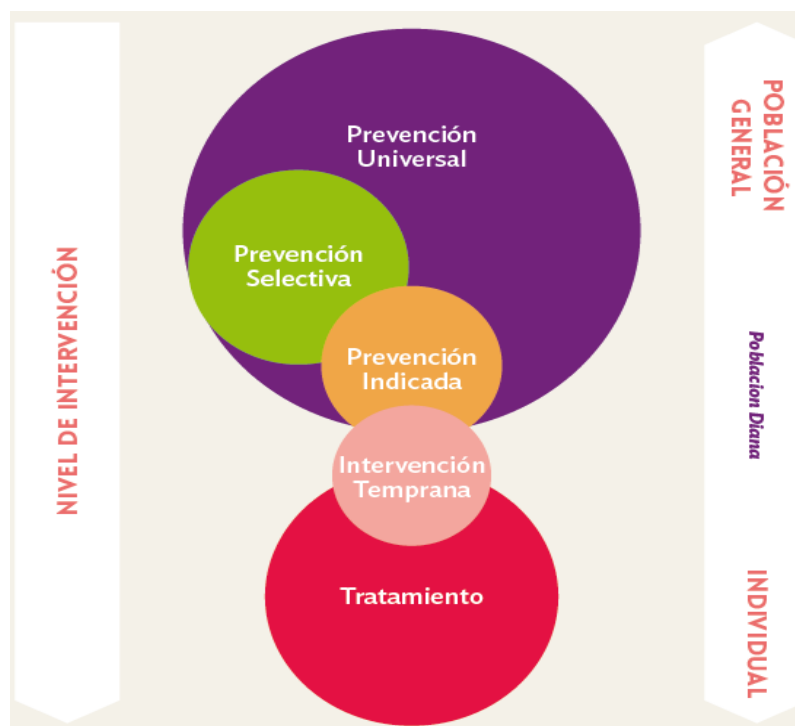 Prevención
Universal
Prevención
Selectiva
Prevención
Indicada
Intervención
Temprana
Tratamiento
NIVEL DE INTERVENCIÓN
POBLACIÓN
GENERAL
Poblacion Diana
INDIVIDUAL